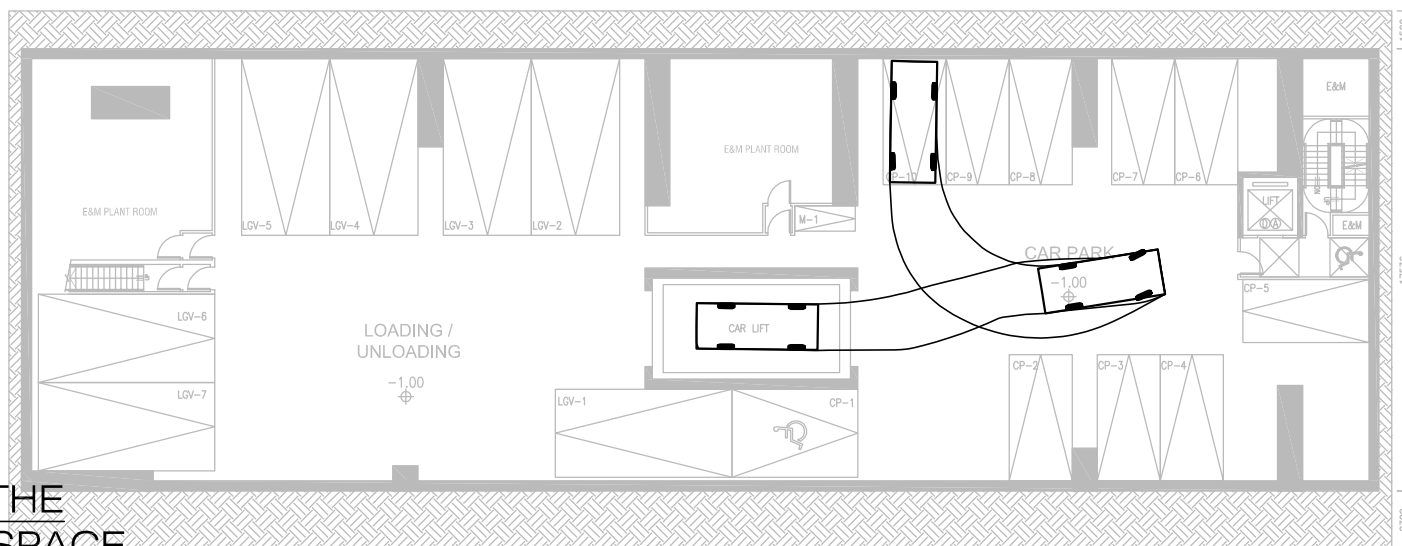 E&M
E&M PLANT ROOM
CP-10
CP-9
CP-8
CP-7
CP-6
LIFT
E&M PLANT ROOM
LGV-5
LGV-4
LGV-3
LGV-2
M-1
E&M
CAR PARK
-1.00
CP-5
LGV-6
LOADING /
UNLOADING
CAR LIFT
-1.00
CP-2
CP-3
CP-4
LGV-7
LGV-1
CP-1
THE
SPACE